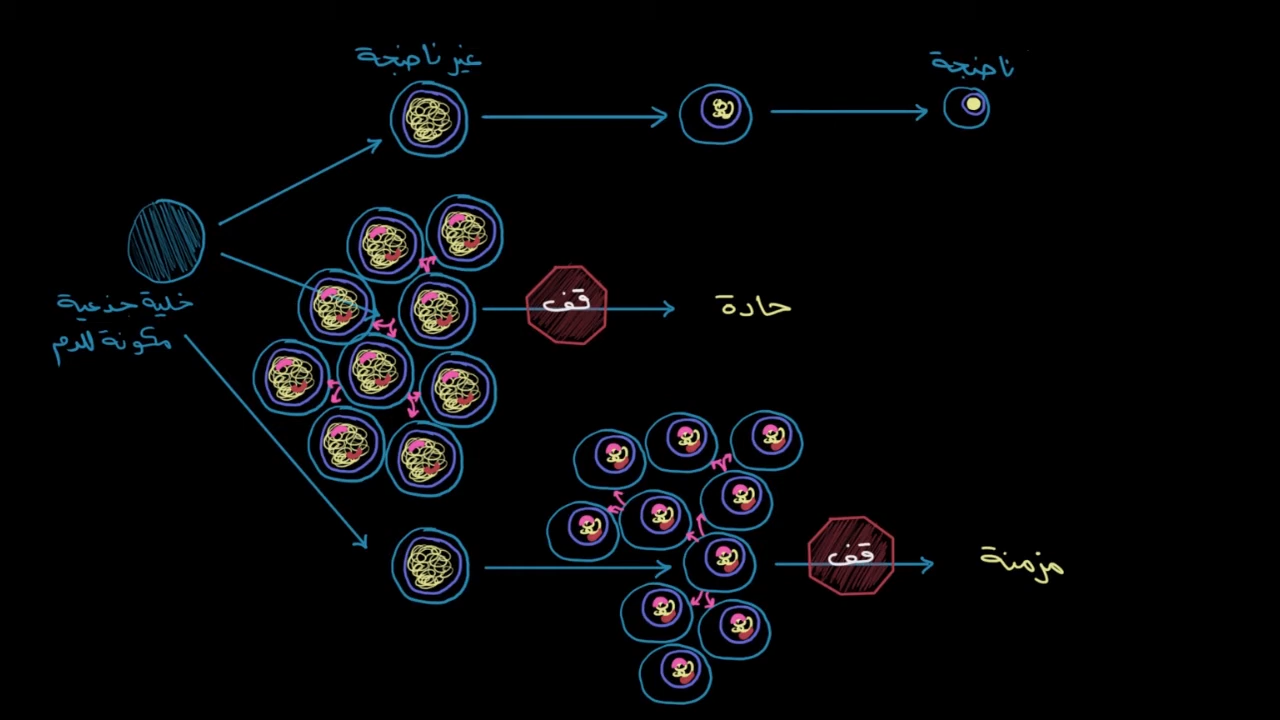 غير ناضجة
ناضجة
خلية جذعية
مكونة للدم
قف
حادة
قف
مزمنة